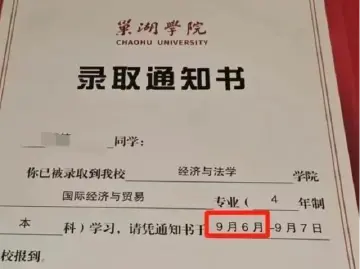 巢湖学院
CHAOHU UNIVERSITY
录取通知书
同学:
你已被录取到我校 经济与法学 学院
国际经济与贸易 专业( 4 年制
本 科)学习,请凭通知书于 9月6月-9月7日
校报到。